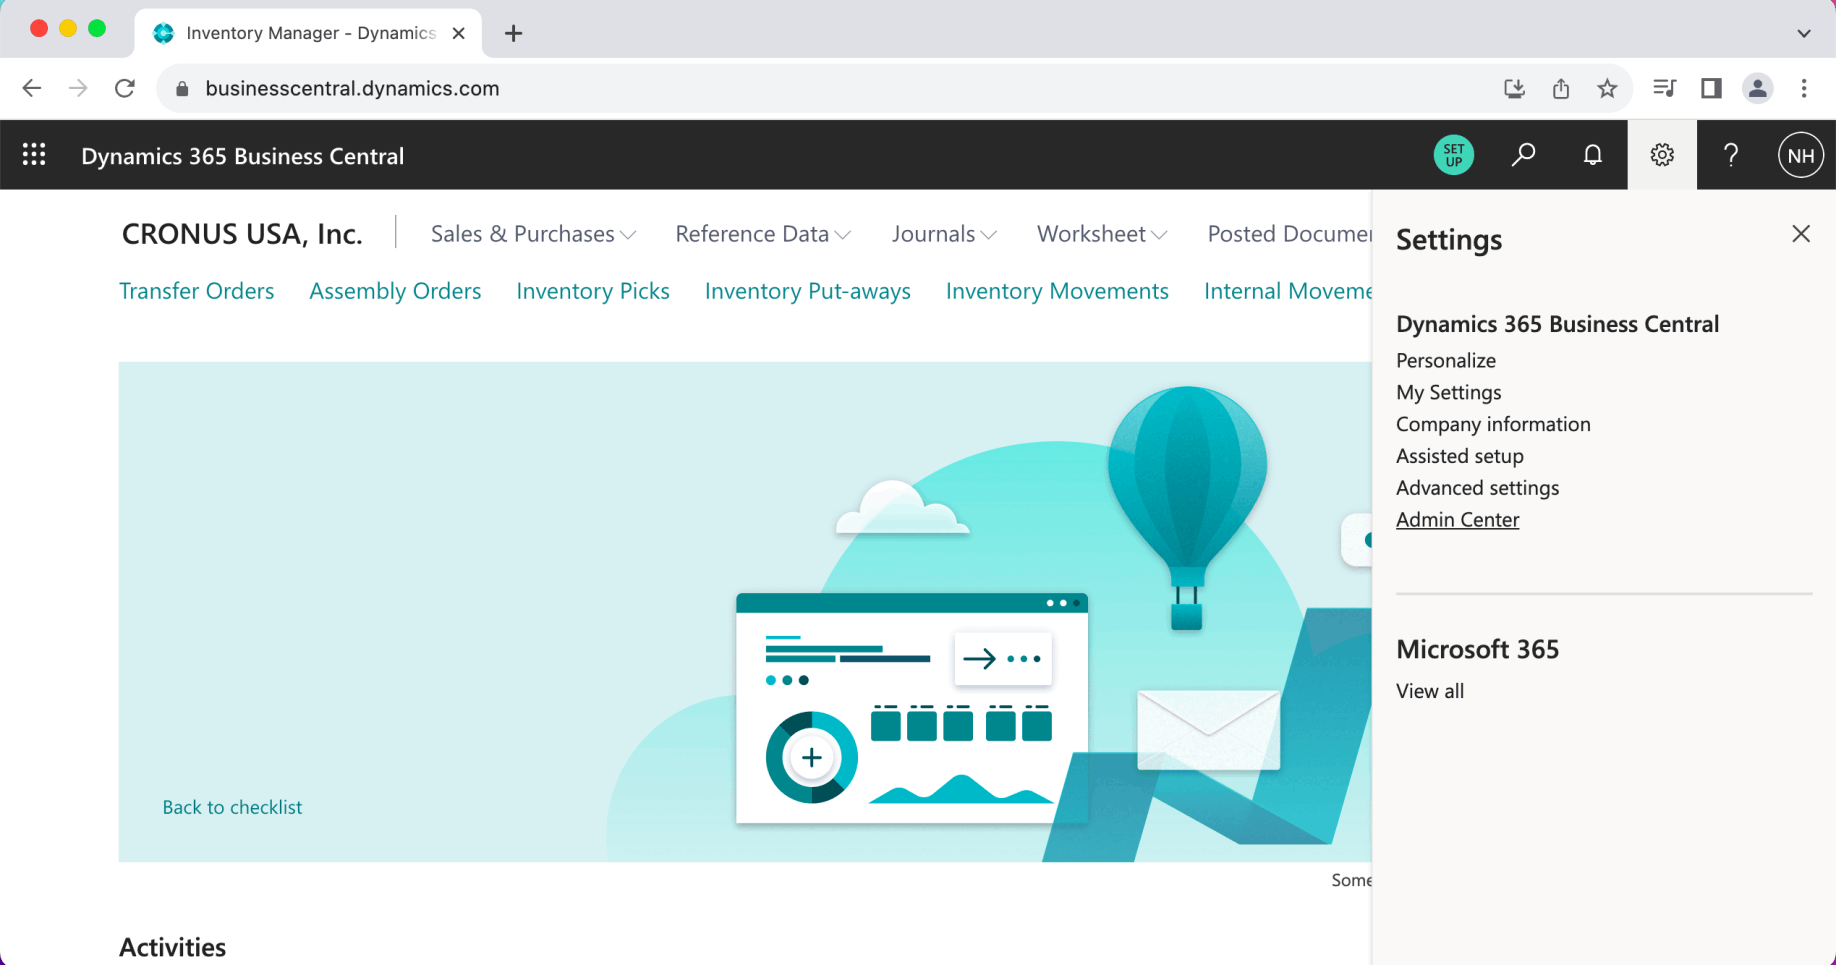 Inventory Manager - Dynamics
businesscentral.dynamics.com
Dynamics 365 Business Central
SET
UP
?
NH
CRONUS USA, Inc.
Sales & Purchases
Reference Data
Journals
Worksheet
Posted Documen
Transfer Orders
Assembly Orders
Inventory Picks
Inventory Put-aways
Inventory Movements
Internal Moveme
Back to checklist
Some
Activities
Settings
Dynamics 365 Business Central
Personalize
My Settings
Company information
Assisted setup
Advanced settings
Admin Center
Microsoft 365
View all